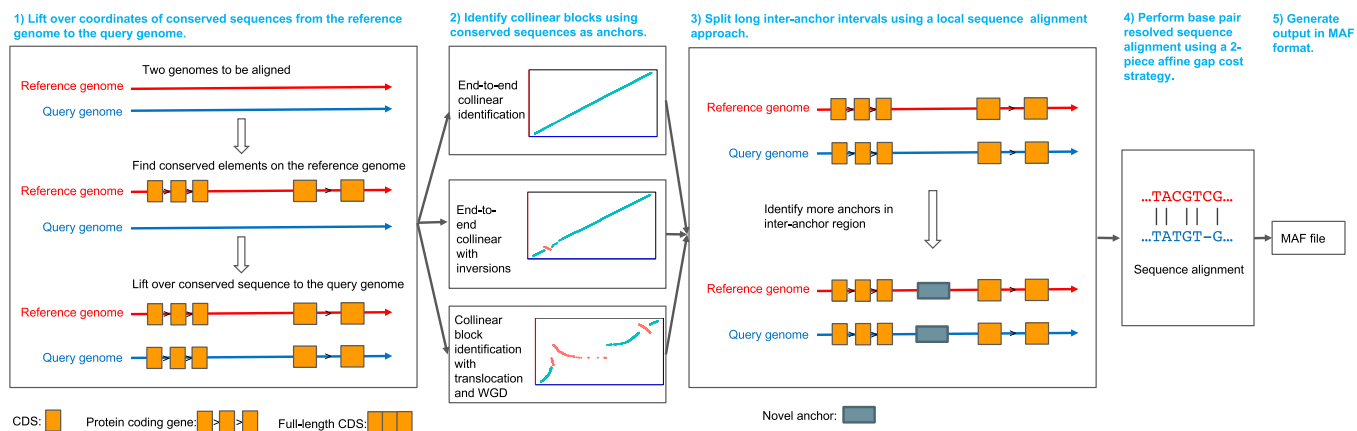 1) Lift over coordinates of conserved sequences from the reference
genome to the query genome.
Two genomes to be aligned
Reference genome
Query genome
Find conserved elements on the reference genome
Reference genome
> >
>
Query genome
Lift over conserved sequence to the query genome
Reference genome
> >
>
Query genome
> >
>
2) Identify collinear blocks using
conserved sequences as anchors.
End-to-end
collinear
identification
End-to-
end
collinear
with
inversions
Collinear
block
identification
with
translocation
and WGD
3) Split long inter-anchor intervals using a local sequence alignment
approach.
Reference genome
> >
>
Query genome
> >
>
Identify more anchors in
inter-anchor region
Reference genome
> >
>
Query genome
> >
>
4) Perform base pair
resolved sequence
alignment using a 2-
piece affine gap cost
strategy.
...TACGTCG...
|| || |
...TATGT-G...
Sequence alignment
5) Generate
output in MAF
format.
MAF file
CDS:
Protein coding gene:
> >
Full-length CDS:
Novel anchor: